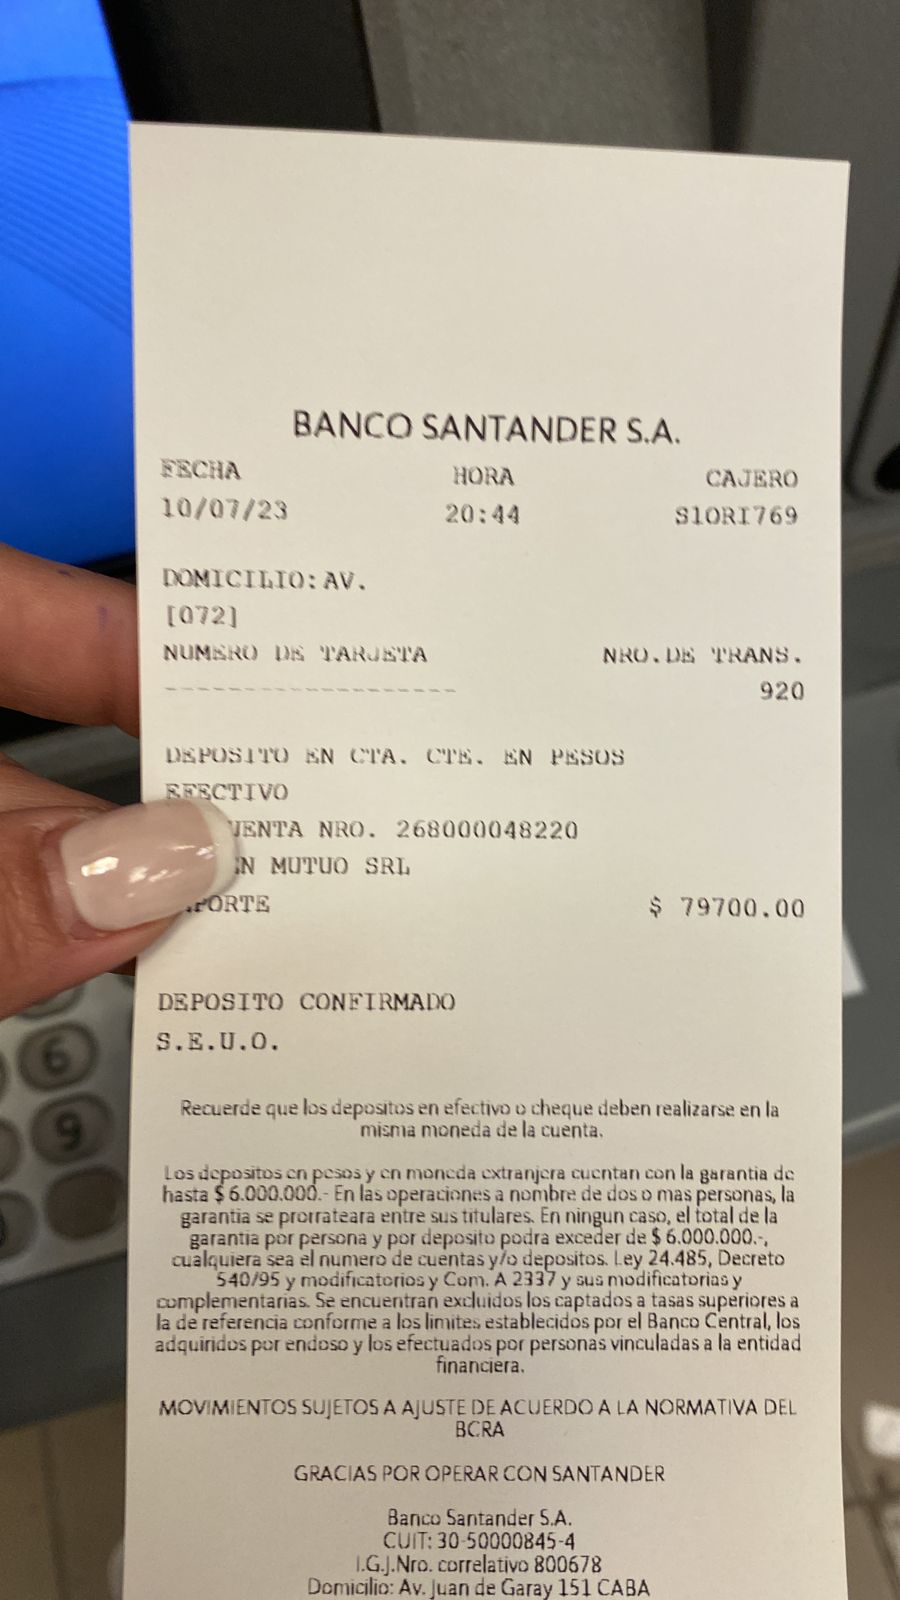 BANCO SANTANDER S.A.
FECHA HORA CAJERO
10/07/23 20:44 S1ORI769
DOMICILIO:AV.
[072]
NUMERO DE TARJETA NRO.DE TRANS.
------------------- 920
DEPOSITO EN CTA. CTE. EN PESOS
EFECTIVO
UENTA NRO. 268000048220
EN MUTUO SRL
PORTE $ 79700.00
DEPOSITO CONFIRMADO
S.E.U.O.
Recuerde que los depositos en efectivo o cheque deben realizarse en la
misma moneda de la cuenta.
Los depositos en pesos y en moneda extranjera cuentan con la garantia de
hasta $ 6.000.000.- En las operaciones a nombre de dos o mas personas, la
garantia se prorrateara entre sus titulares. En ningun caso, el total de la
garantia por persona y por deposito podra exceder de $ 6.000.000.-,
cualquiera sea el numero de cuentas y/o depositos. Ley 24.485, Decreto
540/95 y modificatorios y Com. A 2337 y sus modificatorias y
complementarias. Se encuentran excluidos los captados a tasas superiores a
la de referencia conforme a los limites establecidos por el Banco Central, los
adquiridos por endoso y los efectuados por personas vinculadas a la entidad
financiera.
MOVIMIENTOS SUJETOS A AJUSTE DE ACUERDO A LA NORMATIVA DEL
BCRA
GRACIAS POR OPERAR CON SANTANDER
Banco Santander S.A.
CUIT: 30-50000845-4
I.G.J.Nro. correlativo 800678
Domicilio: Av. Juan de Garay 151 CABA
6
9